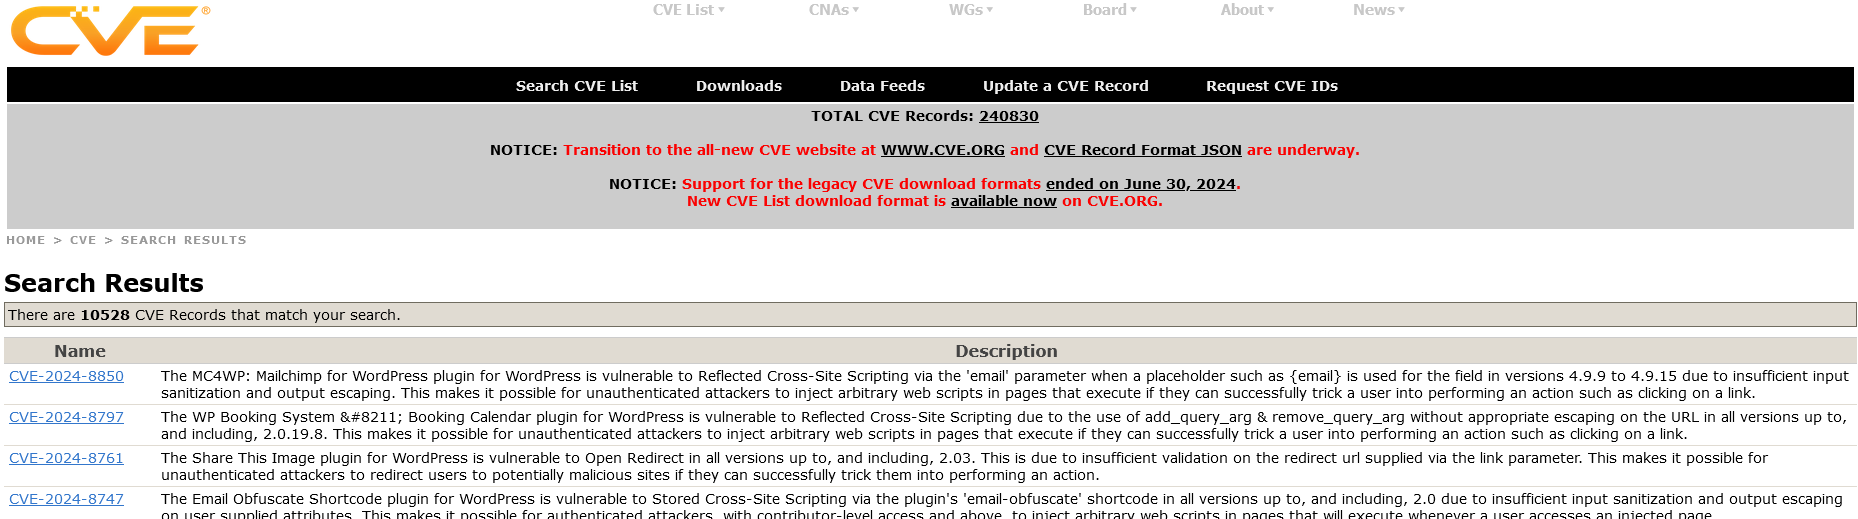 CVE®
CVE List▼ CNAs▼ WGs▼ Board▼ About▼ News▼
Search CVE List Downloads Data Feeds Update a CVE Record Request CVE IDs
TOTAL CVE Records: 240830
NOTICE: Transition to the all-new CVE website at WWW.CVE.ORG and CVE Record Format JSON are underway.
NOTICE: Support for the legacy CVE download formats ended on June 30, 2024.
New CVE List download format is available now on CVE.ORG.
HOME > CVE > SEARCH RESULTS
Search Results
There are 10528 CVE Records that match your search.
Name Description
CVE-2024-8850 The MC4WP: Mailchimp for WordPress plugin for WordPress is vulnerable to Reflected Cross-Site Scripting via the 'email' parameter when a placeholder such as {email} is used for the field in versions 4.9.9 to 4.9.15 due to insufficient input
sanitization and output escaping. This makes it possible for unauthenticated attackers to inject arbitrary web scripts in pages that execute if they can successfully trick a user into performing an action such as clicking on a link.
CVE-2024-8797 The WP Booking System &#8211; Booking Calendar plugin for WordPress is vulnerable to Reflected Cross-Site Scripting due to the use of add_query_arg & remove_query_arg without appropriate escaping on the URL in all versions up to,
and including, 2.0.19.8. This makes it possible for unauthenticated attackers to inject arbitrary web scripts in pages that execute if they can successfully trick a user into performing an action such as clicking on a link.
CVE-2024-8761 The Share This Image plugin for WordPress is vulnerable to Open Redirect in all versions up to, and including, 2.03. This is due to insufficient validation on the redirect url supplied via the link parameter. This makes it possible for
unauthenticated attackers to redirect users to potentially malicious sites if they can successfully trick them into performing an action.
CVE-2024-8747 The Email Obfuscate Shortcode plugin for WordPress is vulnerable to Stored Cross-Site Scripting via the plugin's 'email-obfuscate' shortcode in all versions up to, and including, 2.0 due to insufficient input sanitization and output escaping
on user supplied attributes. This makes it possible for authenticated attackers, with contributor-level access and above, to inject arbitrary web scripts in pages that will execute whenever a user accesses an injected page.